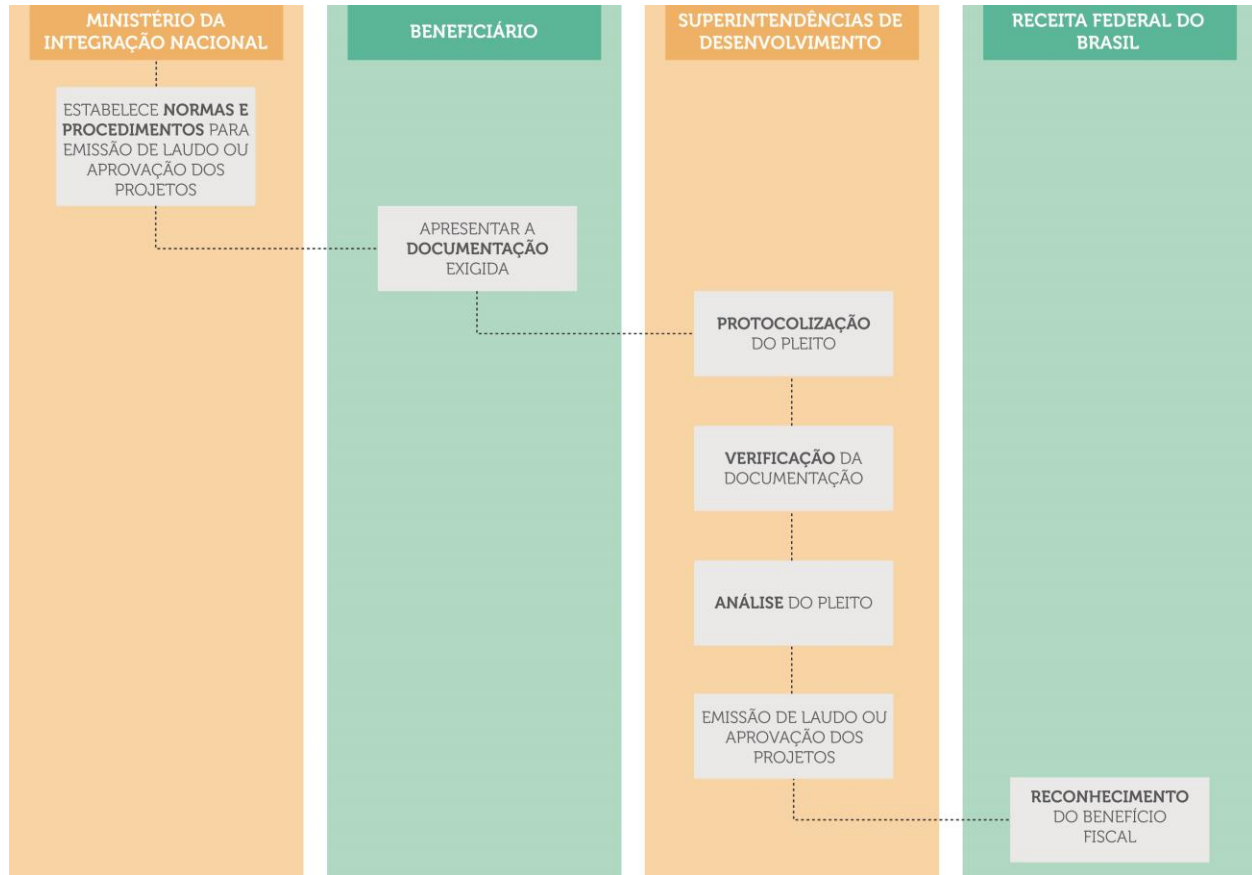 MINISTÉRIO DA
INTEGRAÇÃO NACIONAL
BENEFICIÁRIO
SUPERINTENDÊNCIAS DE
DESENVOLVIMENTO
RECEITA FEDERAL DO
BRASIL
ESTABELECE NORMAS E
PROCEDIMENTOS PARA
EMISSÃO DE LAUDO OU
APROVAÇÃO DOS
PROJETOS
APRESENTAR A
DOCUMENTAÇÃO
EXIGIDA
PROTOCOLIZAÇÃO
DO PLEITO
VERIFICAÇÃO DA
DOCUMENTAÇÃO
ANÁLISE DO PLEITO
EMISSÃO DE LAUDO OU
APROVAÇÃO DOS
PROJETOS
RECONHECIMENTO
DO BENEFÍCIO
FISCAL